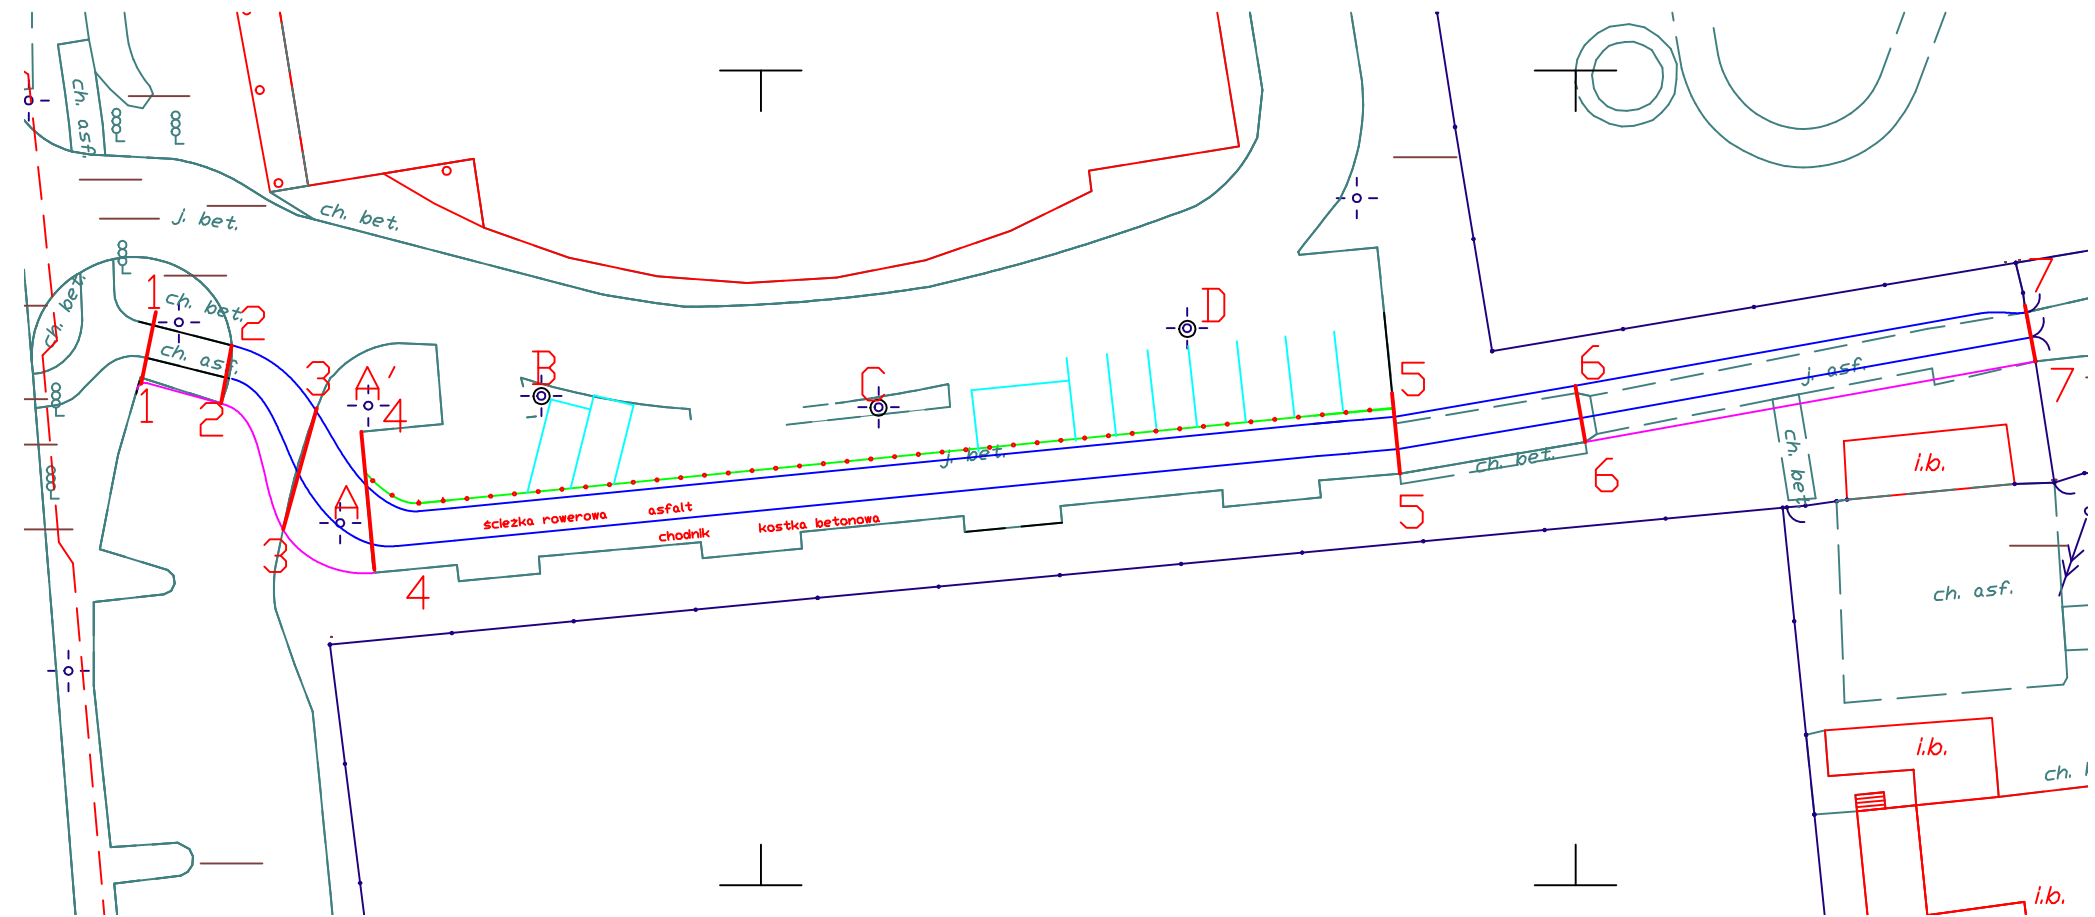 ch. asf.
ch. bet.
j. bet.
ch. bet.
1
ch. bet.
2
ch. asf.
1
2
3
A'
4
B
C
D
5
6
7
j. asf.
7
A
3
4
ścieżka rowerowa
asfalt
chodnik
kostka betonowa
j. bet.
ch. bet.
5
6
ch. bet.
i.b.
ch. asf.
i.b.
ch.
i.b.